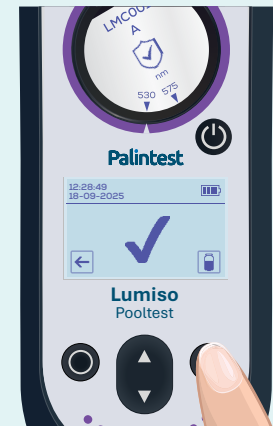 LMC00
A
nm
530 575
Palintest
12:28:49
18-09-2025
Lumiso
Pooltest